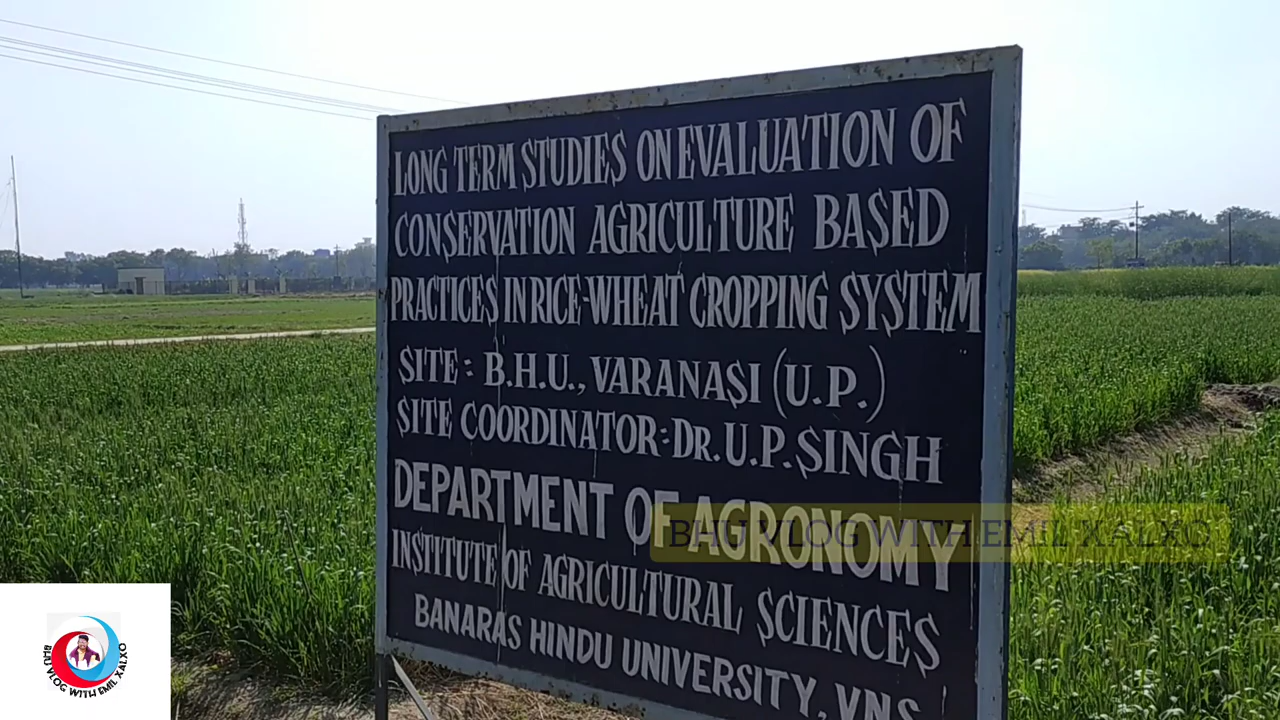 LONG TERM STUDIES ON EVALUATION OF
CONSERVATION AGRICULTURE BASED
PRACTICES IN RICE-WHEAT CROPPING SYSTEM
SITE: B.H.U., VARANASI (U.P.)
SITE COORDINATOR:-DR. U.P. SINGH
DEPARTMENT OF AGRONOMY
INSTITUTE OF AGRICULTURAL SCIENCES
BANARAS HINDU UNIVERSITY, VNS
BHU VLOG WITH EMIL XALXO
BHU VLOG WITH EMIL XALXO